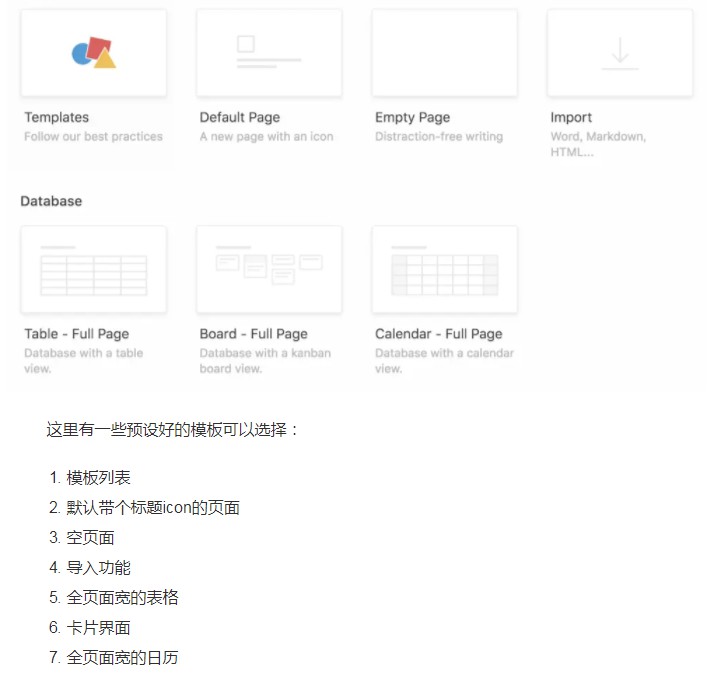 Templates
Follow our best practices
Default Page
A new page with an icon
Empty Page
Distraction-free writing
Import
Word, Markdown,
HTML...
Database
Table - Full Page
Database with a table
view.
Board - Full Page
Database with a kanban
board view.
Calendar - Full Page
Database with a calendar
view.
这里有一些预设好的模板可以选择：
1. 模板列表
2. 默认带个标题icon的页面
3. 空页面
4. 导入功能
5. 全页面宽的表格
6. 卡片界面
7. 全页面宽的日历